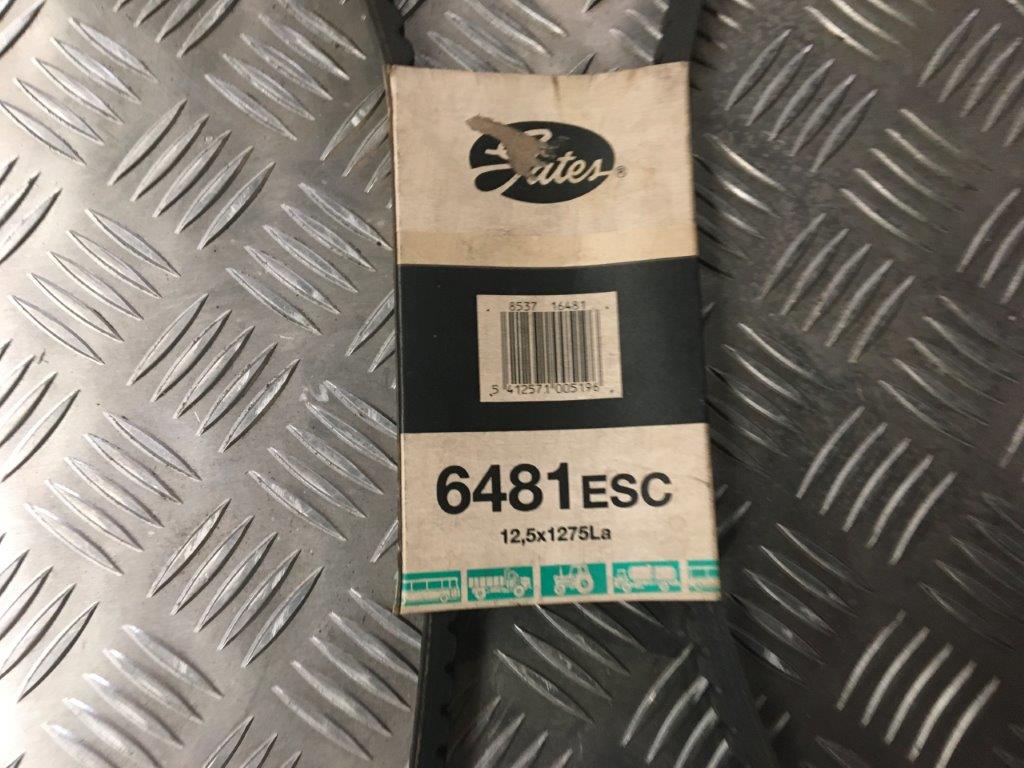 Gates®
8537 16481
5 412571 005196
6481ESC
12,5x1275La